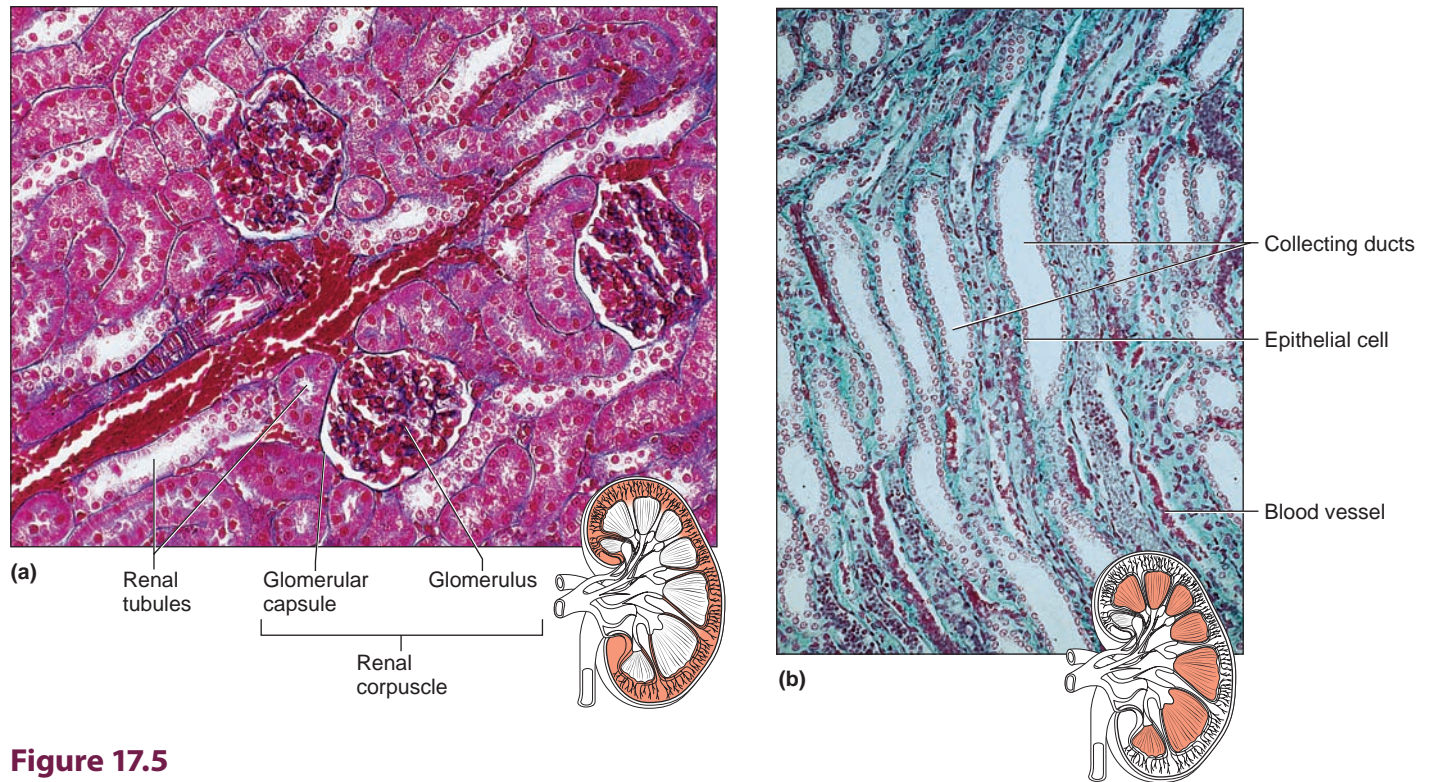 Renal
tubules
Glomerular
capsule
Glomerulus
Renal
corpuscle
(a)
Collecting ducts
Epithelial cell
Blood vessel
(b)
Figure 17.5